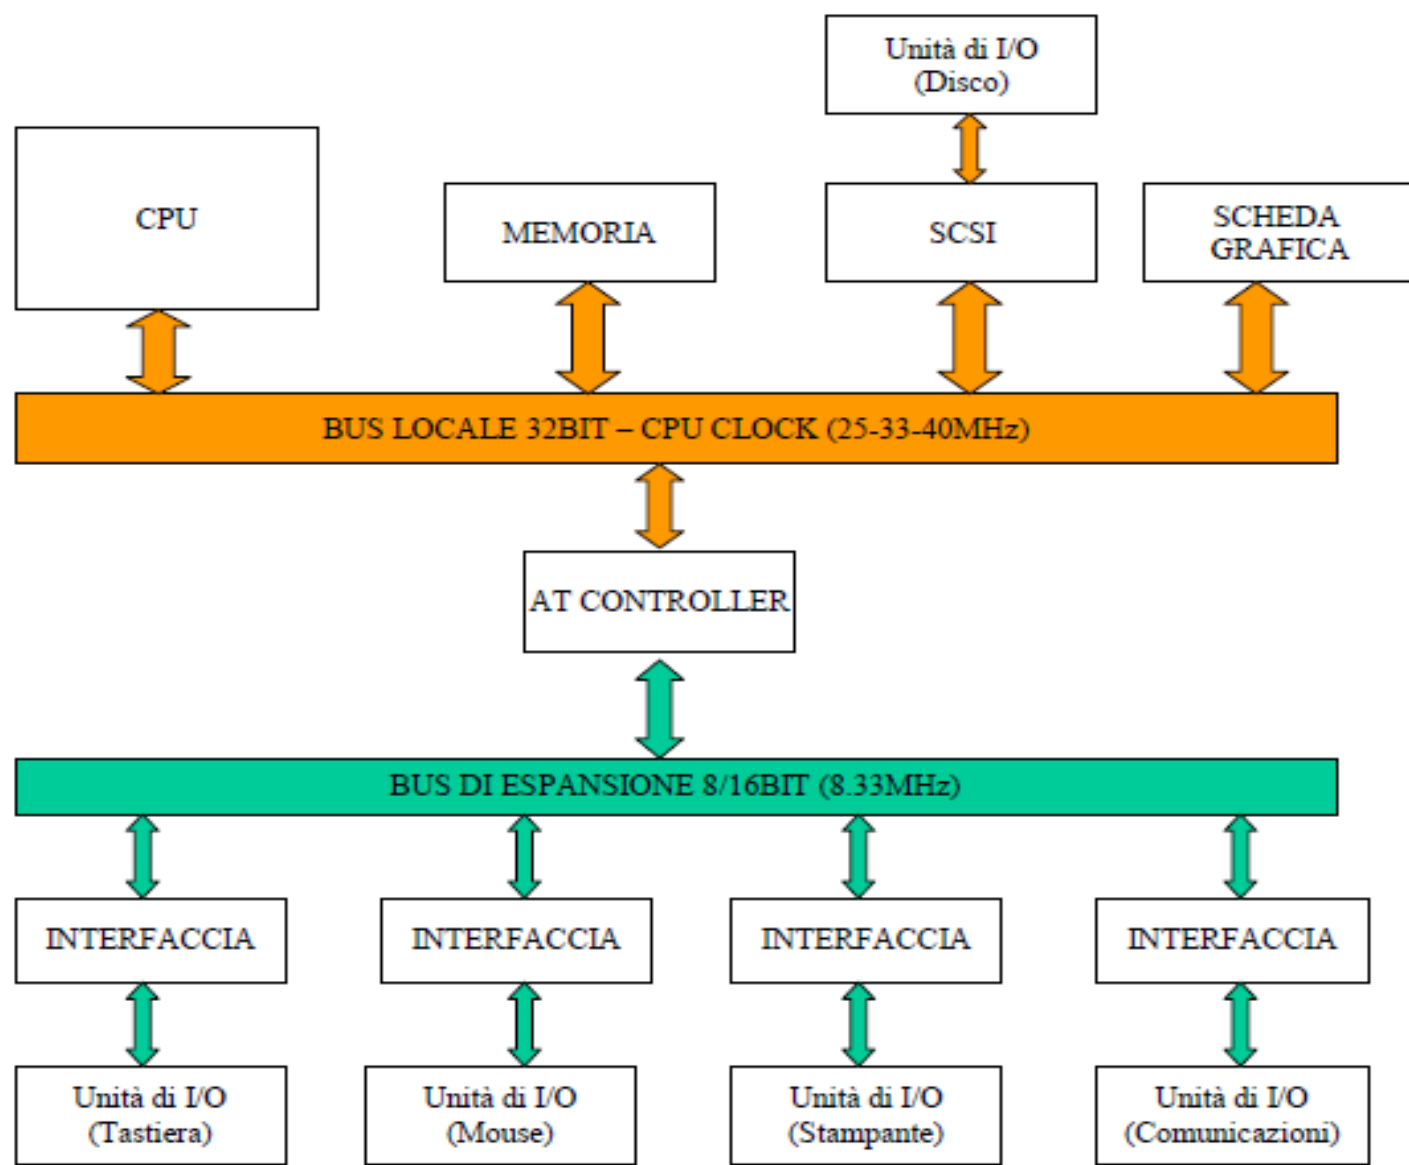 Unità di I/O
(Disco)
CPU
MEMORIA
SCSI
SCHEDA
GRAFICA
BUS LOCALE 32BIT – CPU CLOCK (25-33-40MHz)
AT CONTROLLER
BUS DI ESPANSIONE 8/16BIT (8.33MHz)
INTERFACCIA
INTERFACCIA
INTERFACCIA
INTERFACCIA
Unità di I/O
(Tastiera)
Unità di I/O
(Mouse)
Unità di I/O
(Stampante)
Unità di I/O
(Comunicazioni)